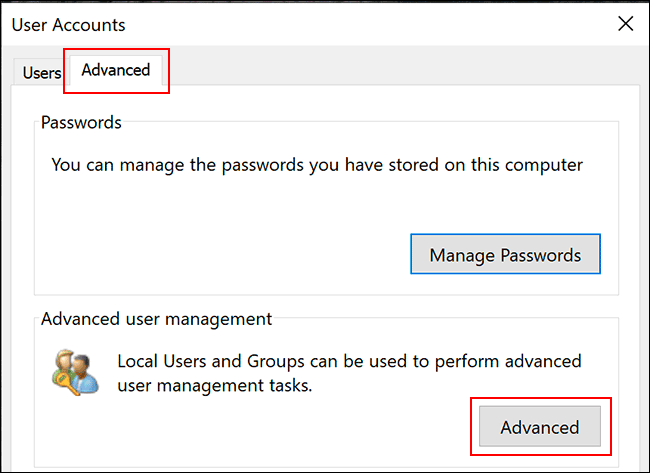 User Accounts
Users
Advanced
Passwords
You can manage the passwords you have stored on this computer
Manage Passwords
Advanced user management
Local Users and Groups can be used to perform advanced
user management tasks.
Advanced